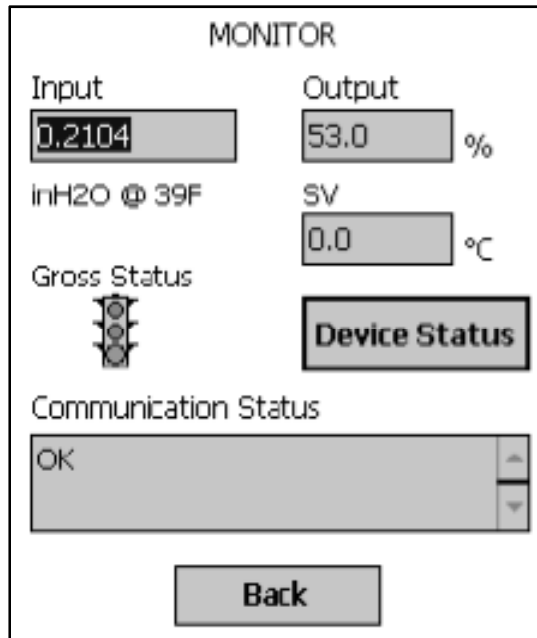 MONITOR
Input Output
0.2104 53.0 %
inH2O @ 39F SV
0.0 °C
Gross Status
Device Status
Communication Status
OK
Back